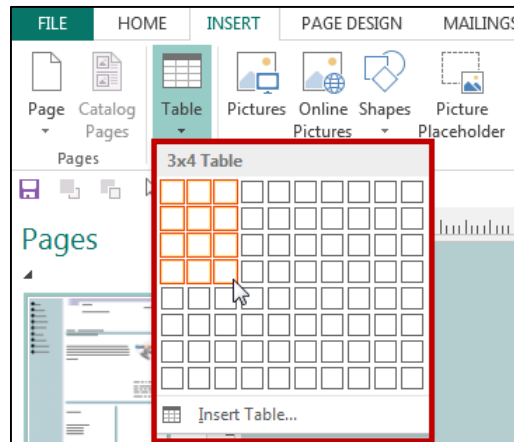 FILE HOME INSERT PAGE DESIGN MAILINGS
Page Catalog Pages Table Pictures Online Pictures Shapes Picture Placeholder
Pages
3x4 Table
Pages
Insert Table...